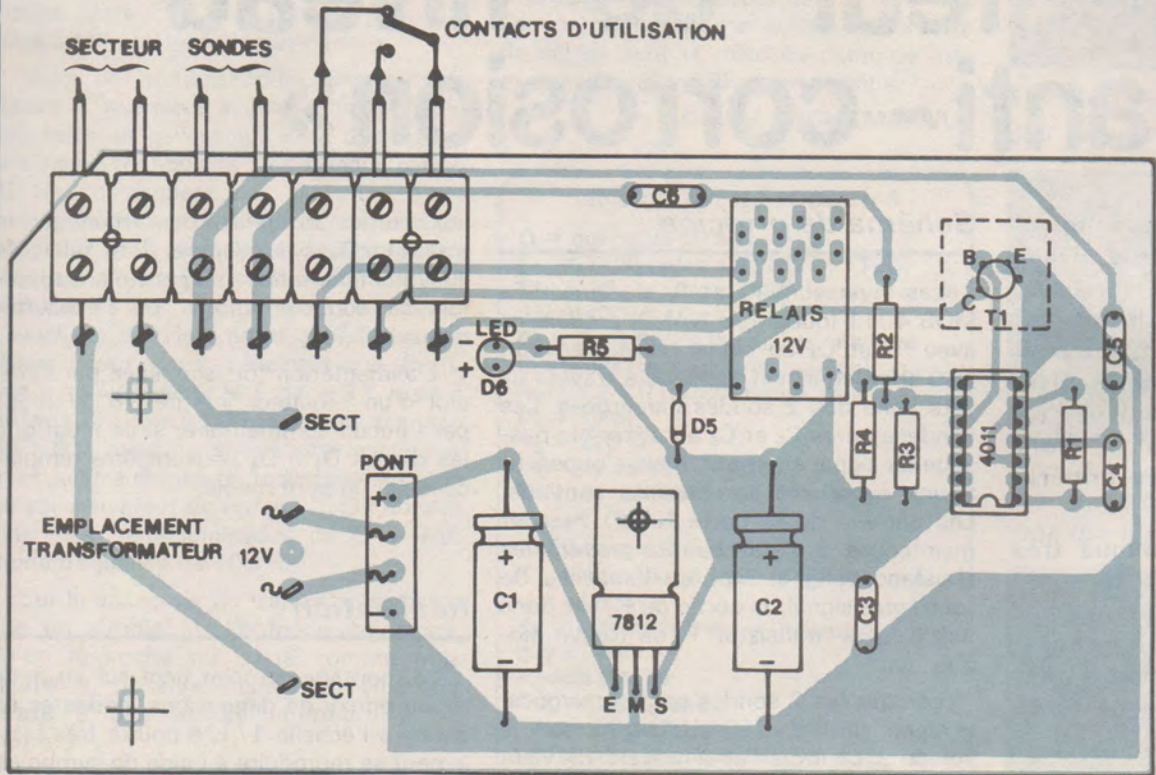 CONTACTS D'UTILISATION
SECTEUR SONDES
C6
B E
C T1
RELAIS
12V
LED
-
+
D6
R5
R2
C5
D5
SECT
PONT
+
R4
R3
4011
R1
C4
EMPLACEMENT
TRANSFORMATEUR
12V
+
C1
-
7812
+
C2
-
C3
-
SECT
E M S